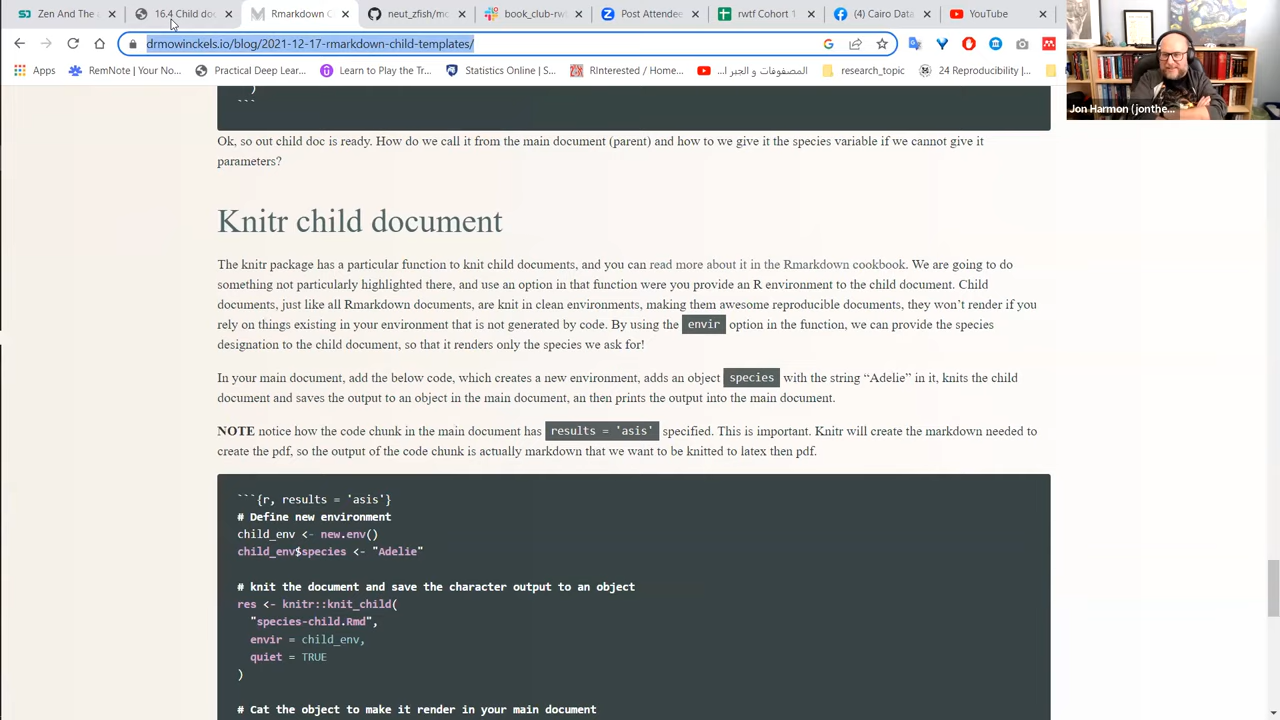 Zen And The
16.4 Child do
Rmarkdown C
neut_zfish/mc
book_club-rw
Post Attendee
rwtf Cohort 1
(4) Cairo Data
YouTube
drmowinckels.io/blog/2021-12-17-rmarkdown-child-templates/
Apps
RemNote | Your No...
Practical Deep Lear...
Learn to Play the Tr...
Statistics Online | S...
RInterested / Home...
المصفوفات و الجبر ا...
research_topic
24 Reproducibility |...
Jon Harmon (jonthe...
)
```
Ok, so out child doc is ready. How do we call it from the main document (parent) and how to we give it the species variable if we cannot give it
parameters?
Knitr child document
The knitr package has a particular function to knit child documents, and you can read more about it in the Rmarkdown cookbook. We are going to do
something not particularly highlighted there, and use an option in that function were you provide an R environment to the child document. Child
documents, just like all Rmarkdown documents, are knit in clean environments, making them awesome reproducible documents, they won't render if you
rely on things existing in your environment that is not generated by code. By using the envir option in the function, we can provide the species
designation to the child document, so that it renders only the species we ask for!
In your main document, add the below code, which creates a new environment, adds an object species with the string “Adelie” in it, knits the child
document and saves the output to an object in the main document, an then prints the output into the main document.
NOTE notice how the code chunk in the main document has results = 'asis' specified. This is important. Knitr will create the markdown needed to
create the pdf, so the output of the code chunk is actually markdown that we want to be knitted to latex then pdf.
```{r, results = 'asis'}
# Define new environment
child_env <- new.env()
child_env$species <- "Adelie"
# knit the document and save the character output to an object
res <- knitr::knit_child(
"species-child.Rmd",
envir = child_env,
quiet = TRUE
)
# Cat the object to make it render in your main document